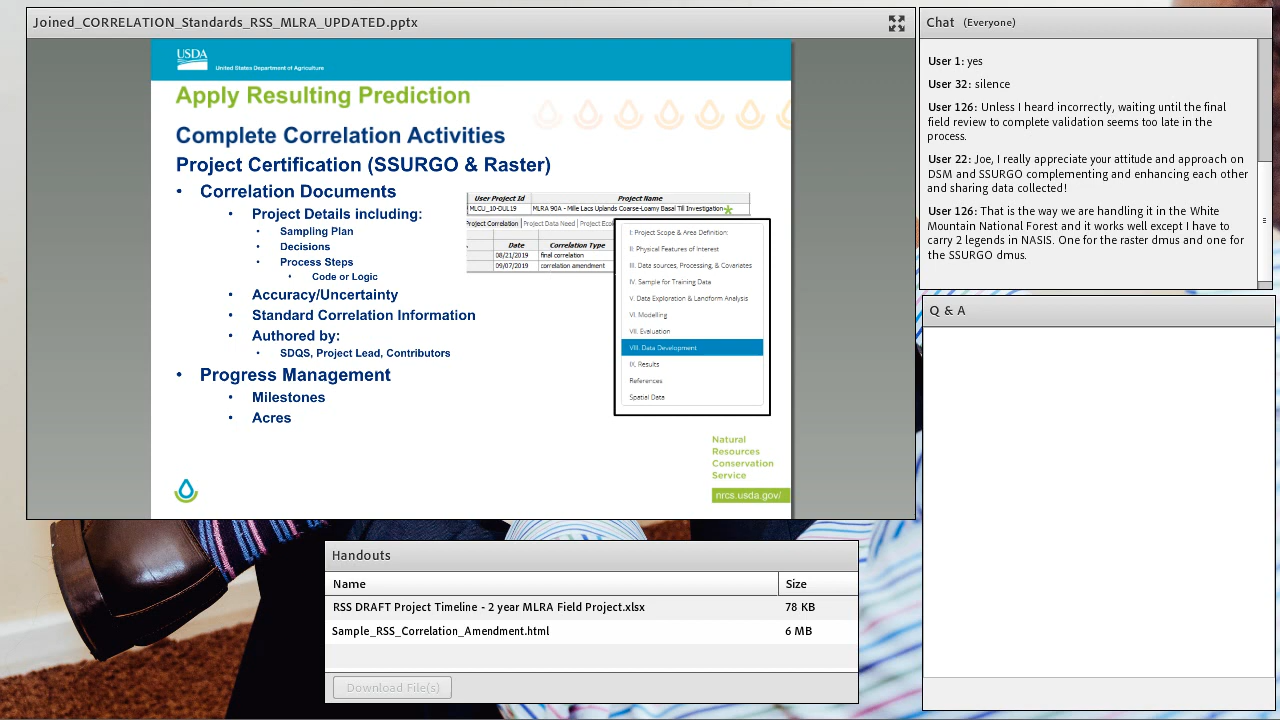 Joined_CORRELATION_Standards_RSS_MLRA_UPDATED.pptx
USDA
United States Department of Agriculture
Apply Resulting Prediction
Complete Correlation Activities
Project Certification (SSURGO & Raster)
• Correlation Documents
• Project Details including:
• Sampling Plan
• Decisions
• Process Steps
• Code or Logic
• Accuracy/Uncertainty
• Standard Correlation Information
• Authored by:
• SDQS, Project Lead, Contributors
• Progress Management
• Milestones
• Acres
User Project Id Project Name
MLCU_10-DUL19 MLRA 90A - Mille Lacs Uplands Coarse-Loamy Basal Till Investigation
Project Correlation | Project Data Need | Project Eco
Date Correlation Type
08/21/2019 final correlation
09/07/2019 correlation amendment
I: Project Scope & Area Definition:
II: Physical Features of Interest
III. Data sources, Processing, & Covariates
IV. Sample for Training Data
V. Data Exploration & Landform Analysis
VI. Modelling
VII. Evaluation
VIII. Data Development
IX. Results
References
Spatial Data
Natural
Resources
Conservation
Service
nrcs.usda.gov/
Chat (Everyone)
User 1: yes
User 32: silence
User 126: Unless I heard incorrectly, waiting until the final
field review to complete validation seems too late in the
process.
User 22: Jos, I really appreciate your attitude and approach on
DSM and SSURGO complementing and enhancing each other
and sharing data collected!
User 126: That is the way we are handling it in the White
Mountain National Forest and it works well except I have to
carry 2 legends in NASIS. One for the raster dmus and one for
the SSURGO dmus.
Q & A
Handouts
Name Size
RSS DRAFT Project Timeline - 2 year MLRA Field Project.xlsx 78 KB
Sample_RSS_Correlation_Amendment.html 6 MB
Download File(s)